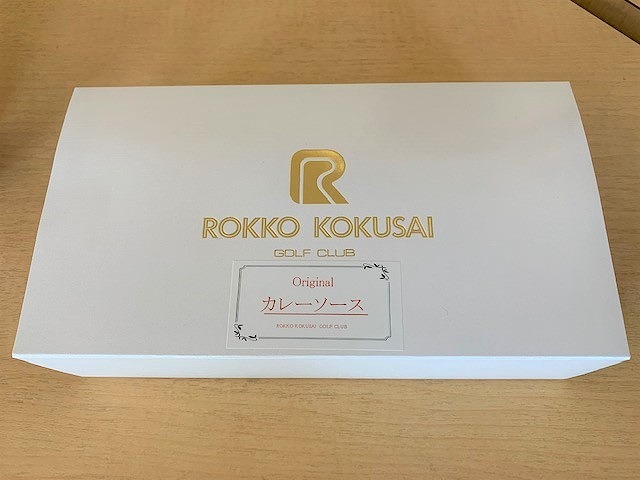 R
ROKKO KOKUSAI
GOLF CLUB
Original
カレーソース
ROKKO KOKUSAI GOLF CLUB